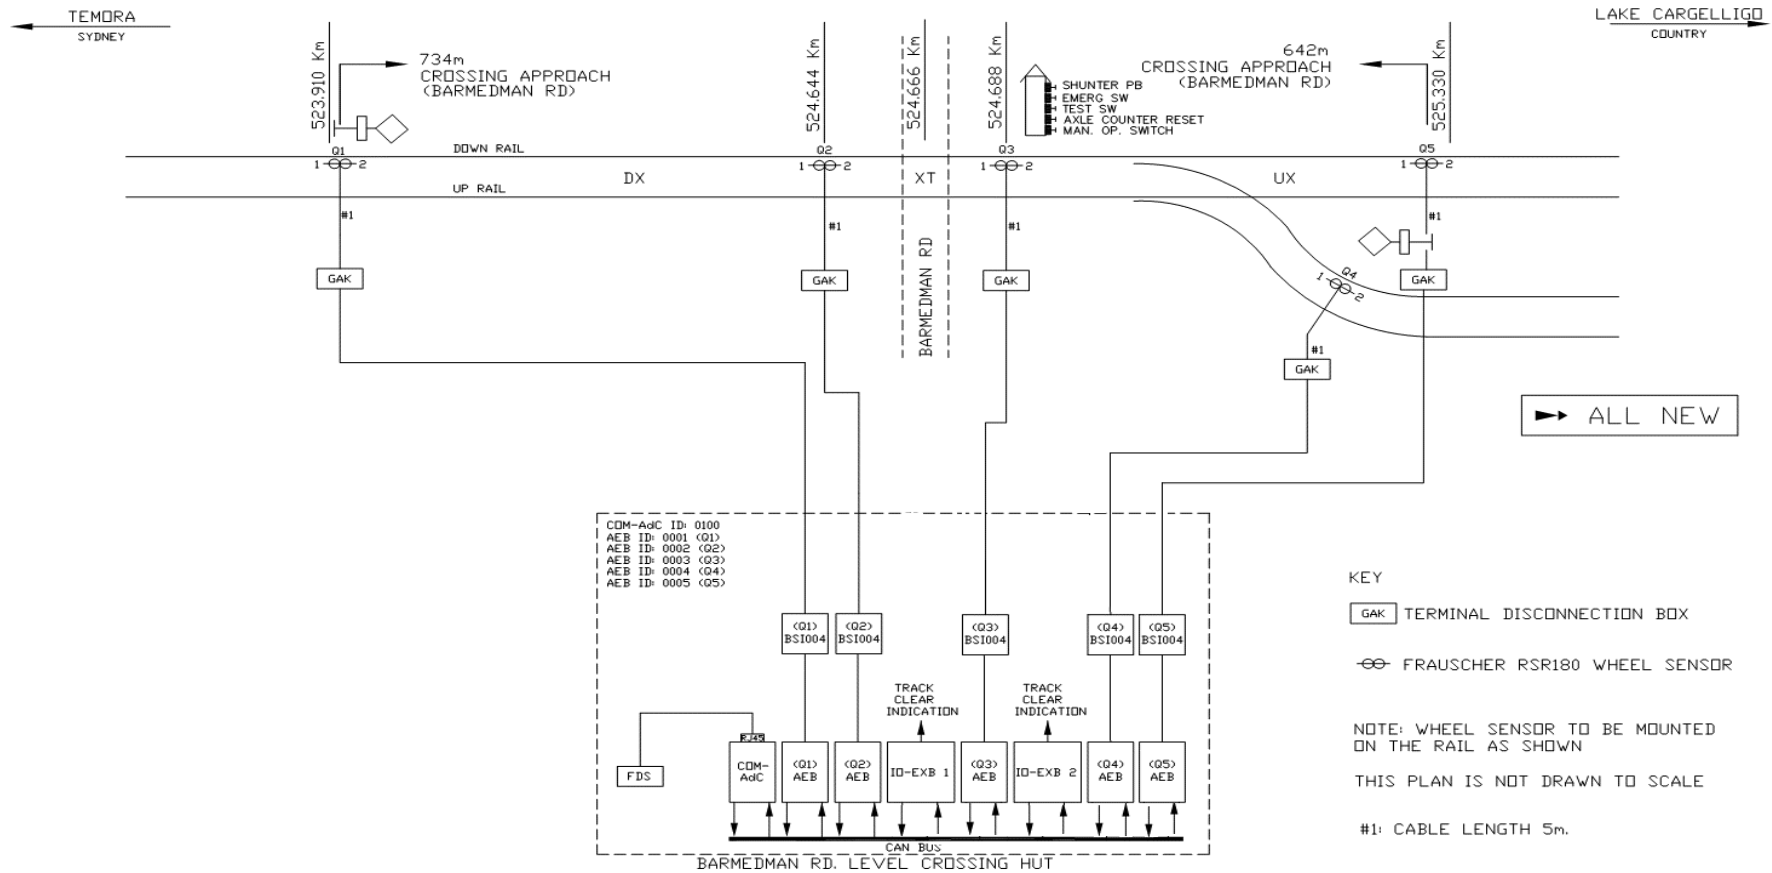 TEMORA
SYDNEY
LAKE CARGELLIGO
COUNTRY
523.910 Km
734m
CROSSING APPROACH
(BARMEDMAN RD)
524.644 Km
524.666 Km
524.688 Km
SHUNTER PB
EMERG SW
TEST SW
AXLE COUNTER RESET
MAN. OP. SWITCH
642m
CROSSING APPROACH
(BARMEDMAN RD)
525.330 Km
Q1
1 2
DOWN RAIL
Q2
1 2
Q3
1 2
Q5
1 2
DX
XT
UX
UP RAIL
#1
#1
#1
#1
BARMEDMAN RD
GAK
GAK
GAK
Q4
1 2
GAK
#1
GAK
ALL NEW
COM-AdC ID: 0100
AEB ID: 0001 (Q1)
AEB ID: 0002 (Q2)
AEB ID: 0003 (Q3)
AEB ID: 0004 (Q4)
AEB ID: 0005 (Q5)
(Q1)
BSI004
(Q2)
BSI004
(Q3)
BSI004
(Q4)
BSI004
(Q5)
BSI004
TRACK
CLEAR
INDICATION
TRACK
CLEAR
INDICATION
RJ45
FDS
COM-
AdC
(Q1)
AEB
(Q2)
AEB
IO-EXB 1
(Q3)
AEB
IO-EXB 2
(Q4)
AEB
(Q5)
AEB
CAN BUS
BARMEDMAN RD. LEVEL CROSSING HUT
KEY
GAK TERMINAL DISCONNECTION BOX
FRAUSCHER RSR180 WHEEL SENSOR
NOTE: WHEEL SENSOR TO BE MOUNTED
ON THE RAIL AS SHOWN
THIS PLAN IS NOT DRAWN TO SCALE
#1: CABLE LENGTH 5m.